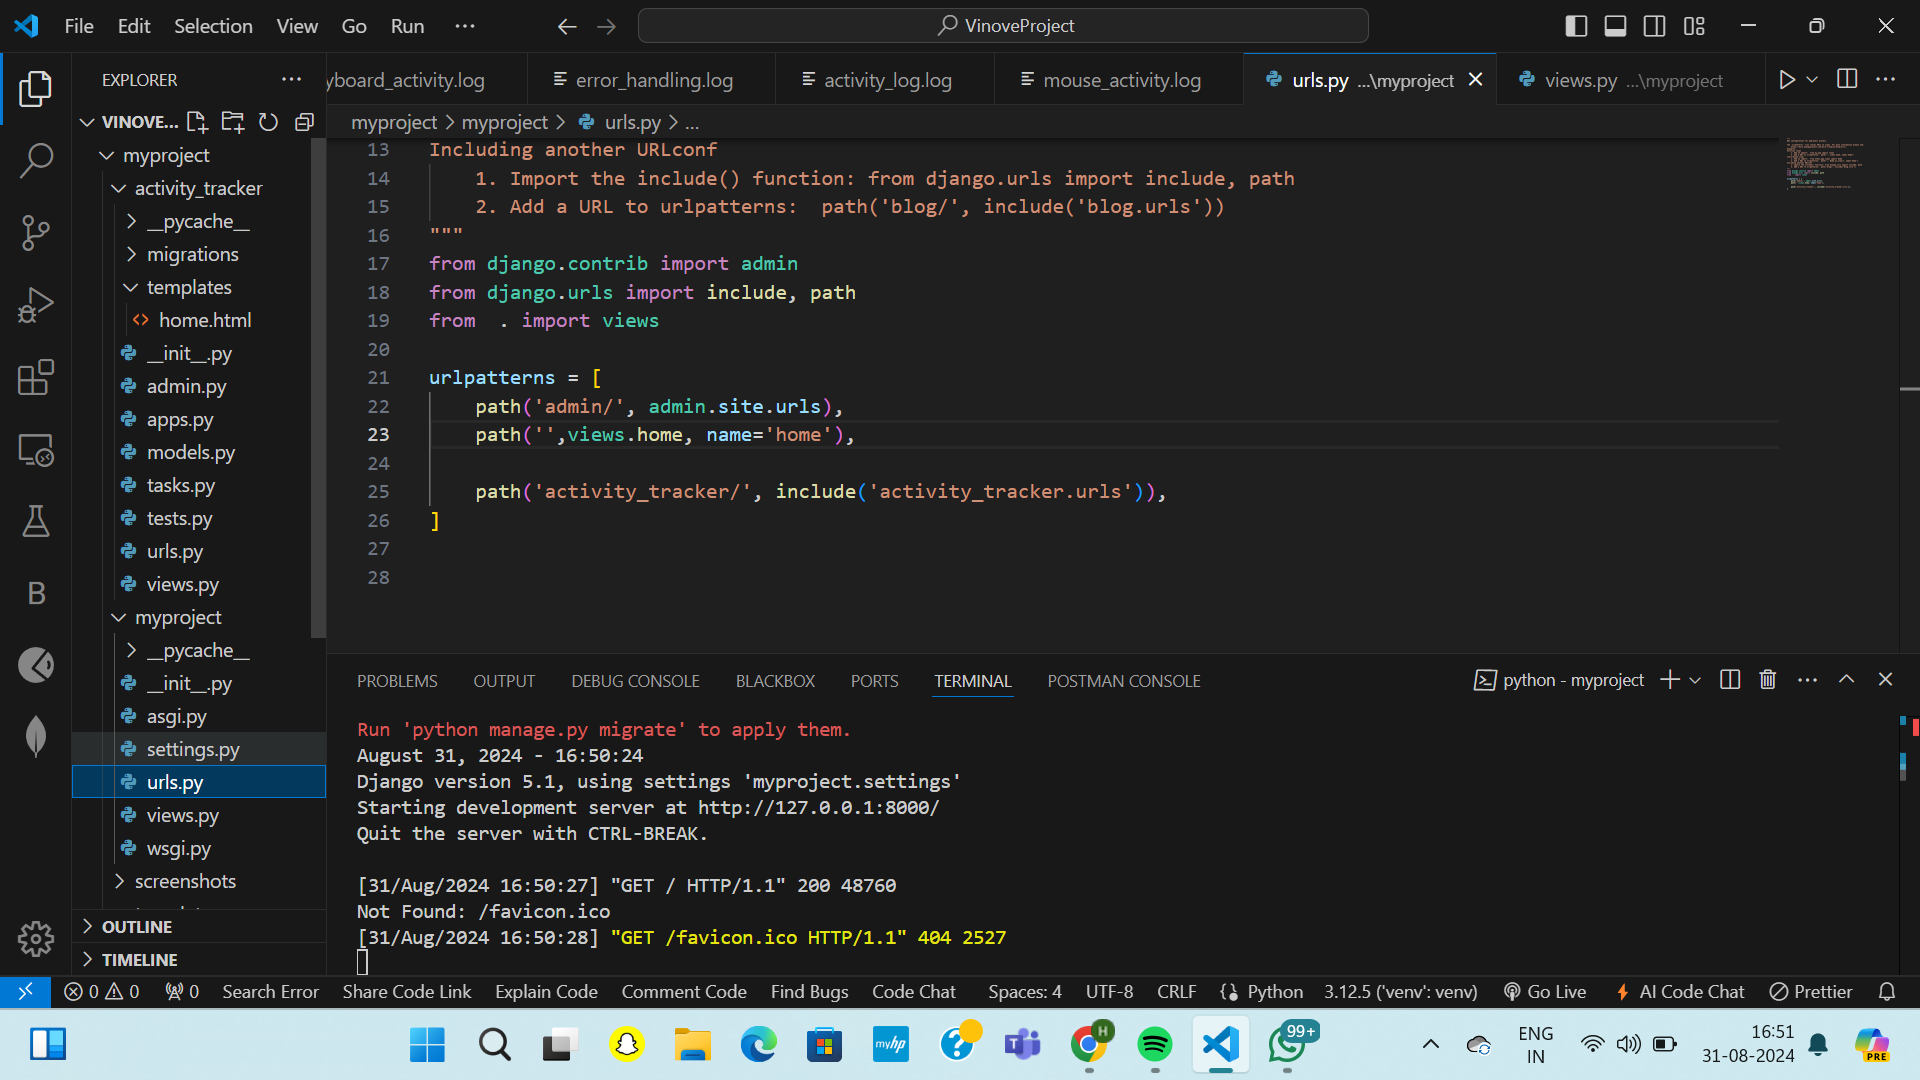 File Edit Selection View Go Run ···
VinoveProject
EXPLORER
VINOVE...
myproject
activity_tracker
__pycache__
migrations
templates
home.html
__init__.py
admin.py
apps.py
models.py
tasks.py
tests.py
urls.py
views.py
myproject
__pycache__
__init__.py
asgi.py
settings.py
urls.py
views.py
wsgi.py
screenshots
OUTLINE
TIMELINE
yboard_activity.log error_handling.log activity_log.log mouse_activity.log urls.py ...\myproject views.py ...\myproject
myproject > myproject > urls.py > ...
13 Including another URLconf
14 1. Import the include() function: from django.urls import include, path
15 2. Add a URL to urlpatterns:  path('blog/', include('blog.urls'))
16 """
17 from django.contrib import admin
18 from django.urls import include, path
19 from  . import views
20
21 urlpatterns = [
22 path('admin/', admin.site.urls),
23 path('',views.home, name='home'),
24
25 path('activity_tracker/', include('activity_tracker.urls')),
26 ]
27
28
PROBLEMS OUTPUT DEBUG CONSOLE BLACKBOX PORTS TERMINAL POSTMAN CONSOLE python - myproject
Run 'python manage.py migrate' to apply them.
August 31, 2024 - 16:50:24
Django version 5.1, using settings 'myproject.settings'
Starting development server at http://127.0.0.1:8000/
Quit the server with CTRL-BREAK.
[31/Aug/2024 16:50:27] "GET / HTTP/1.1" 200 48760
Not Found: /favicon.ico
[31/Aug/2024 16:50:28] "GET /favicon.ico HTTP/1.1" 404 2527
0 0 0 Search Error Share Code Link Explain Code Comment Code Find Bugs Code Chat Spaces: 4 UTF-8 CRLF Python 3.12.5 ('venv': venv) Go Live AI Code Chat Prettier
myhp
H
99+
ENG
IN
16:51
31-08-2024
PRE